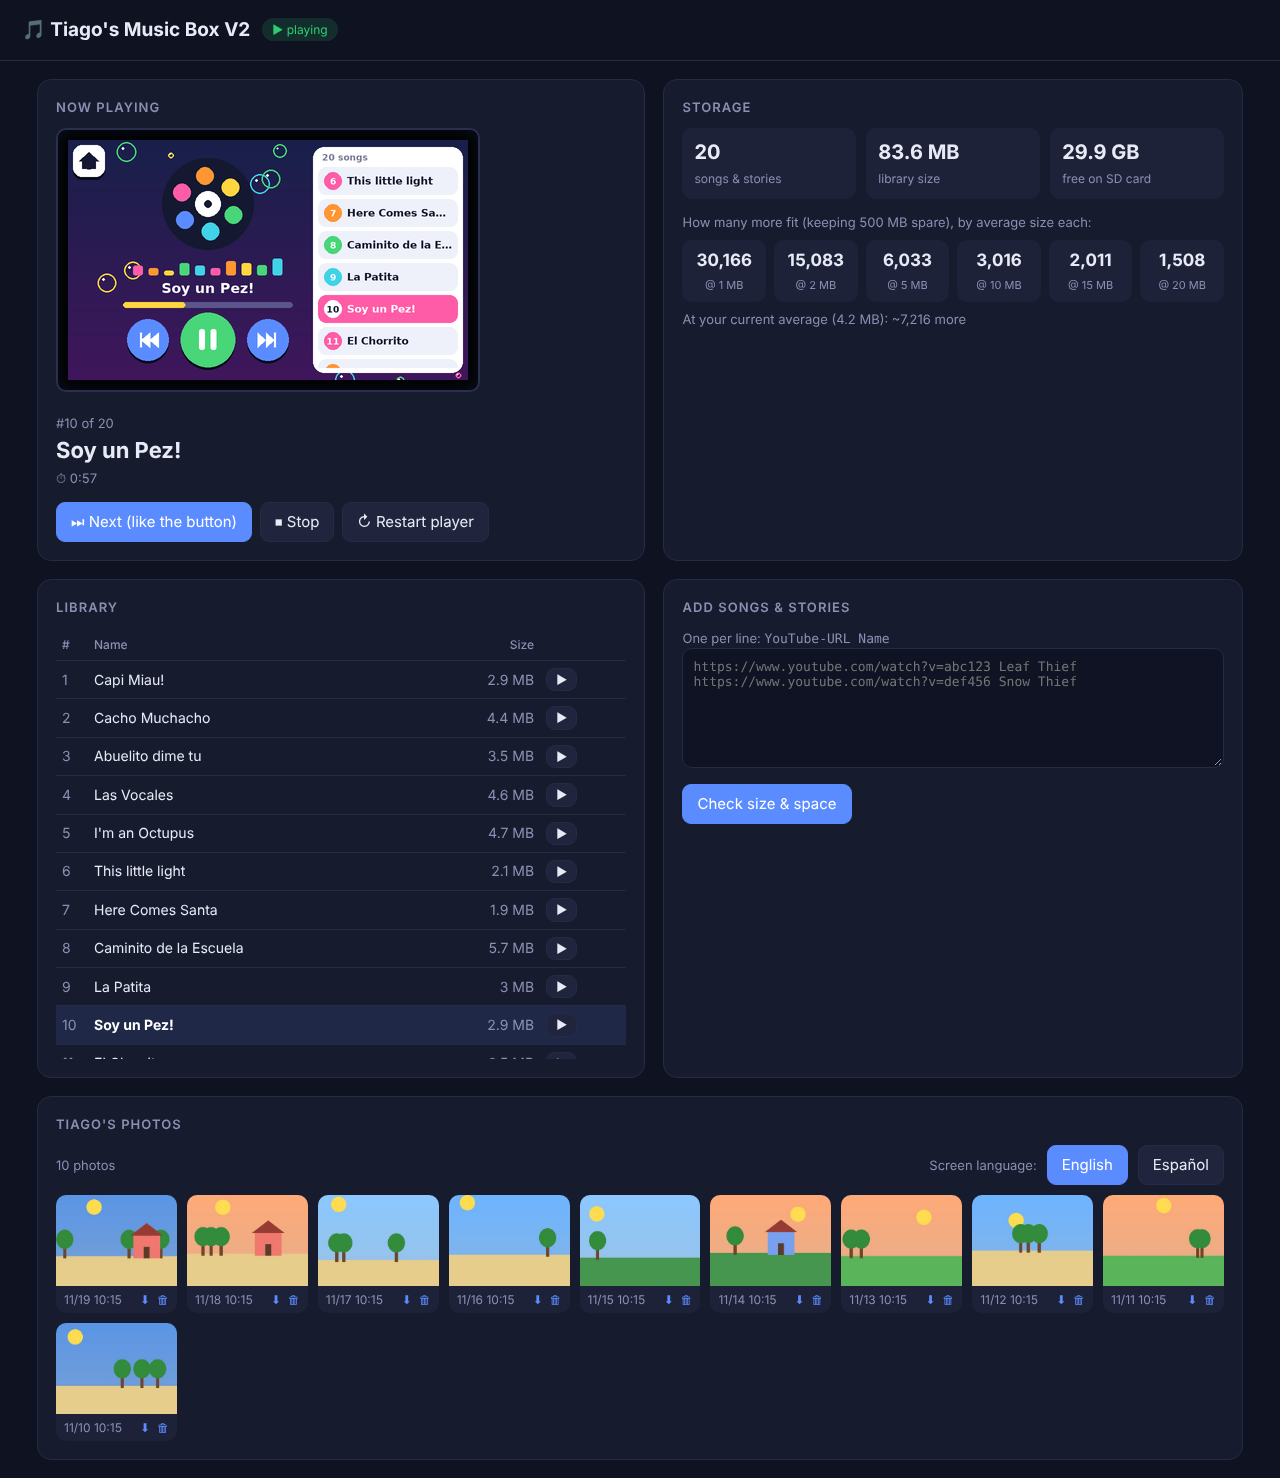 🎵 Tiago's Music Box V2 ▶ playing
NOW PLAYING
20 songs
6 This little light
7 Here Comes Sa...
8 Caminito de la E...
9 La Patita
10 Soy un Pez!
11 El Chorrito
Soy un Pez!
#10 of 20
Soy un Pez!
⏱ 0:57
⏭ Next (like the button) ⏹ Stop ↻ Restart player
STORAGE
20 83.6 MB 29.9 GB
songs & stories library size free on SD card
How many more fit (keeping 500 MB spare), by average size each:
30,166 15,083 6,033 3,016 2,011 1,508
@ 1 MB @ 2 MB @ 5 MB @ 10 MB @ 15 MB @ 20 MB
At your current average (4.2 MB): ~7,216 more
LIBRARY
# Name Size
1 Capi Miau! 2.9 MB ▶
2 Cacho Muchacho 4.4 MB ▶
3 Abuelito dime tu 3.5 MB ▶
4 Las Vocales 4.6 MB ▶
5 I'm an Octupus 4.7 MB ▶
6 This little light 2.1 MB ▶
7 Here Comes Santa 1.9 MB ▶
8 Caminito de la Escuela 5.7 MB ▶
9 La Patita 3 MB ▶
10 Soy un Pez! 2.9 MB ▶
ADD SONGS & STORIES
One per line: YouTube-URL Name
https://www.youtube.com/watch?v=abc123 Leaf Thief
https://www.youtube.com/watch?v=def456 Snow Thief
Check size & space
TIAGO'S PHOTOS
10 photos Screen language: English Español
11/19 10:15 11/18 10:15 11/17 10:15 11/16 10:15 11/15 10:15 11/14 10:15 11/13 10:15 11/12 10:15 11/11 10:15
11/10 10:15